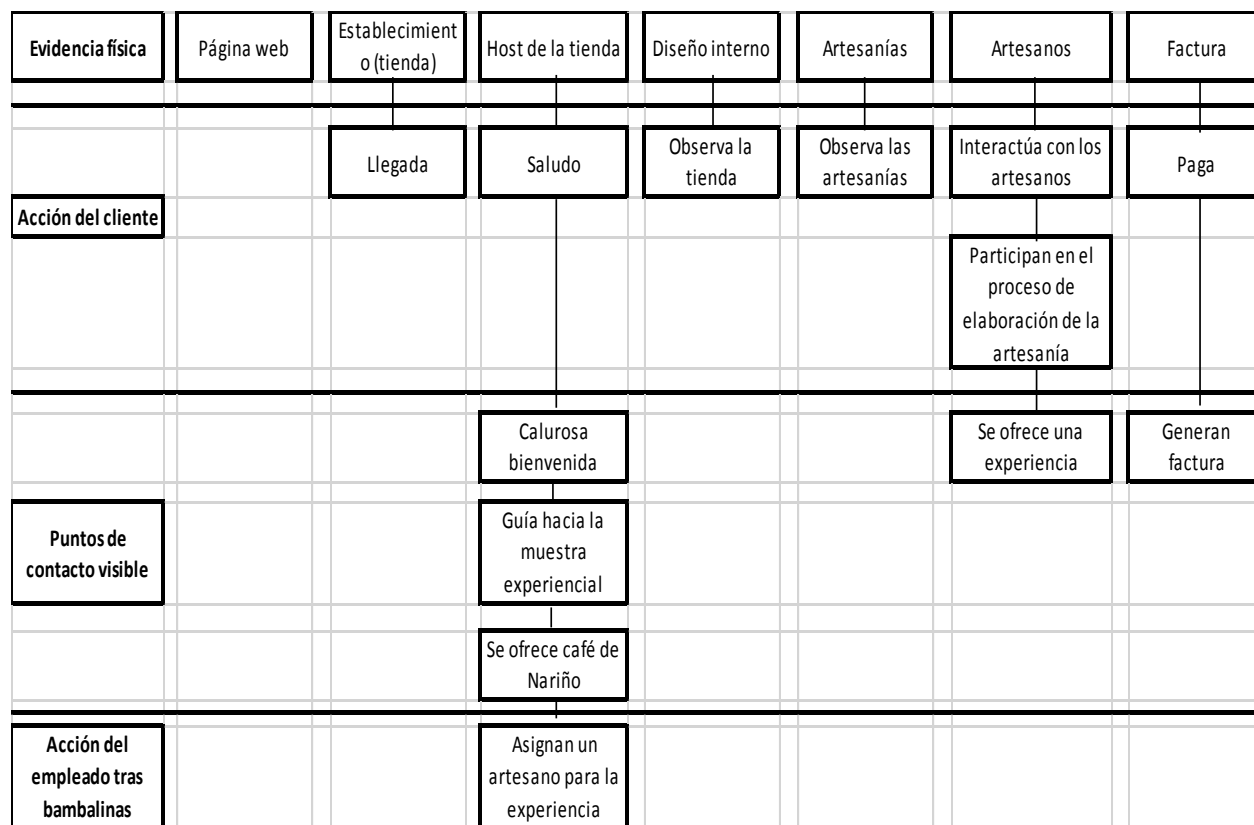 Evidencia física
Página web
Establecimient
o (tienda)
Host de la tienda
Diseño interno
Artesanías
Artesanos
Factura
Llegada
Saludo
Observa la
tienda
Observa las
artesanías
Interactúa con los
artesanos
Paga
Acción del cliente
Participan en el
proceso de
elaboración de la
artesanía
Calurosa
bienvenida
Se ofrece una
experiencia
Generan
factura
Puntos de
contacto visible
Guía hacia la
muestra
experiencial
Se ofrece café de
Nariño
Acción del
empleado tras
bambalinas
Asignan un
artesano para la
experiencia